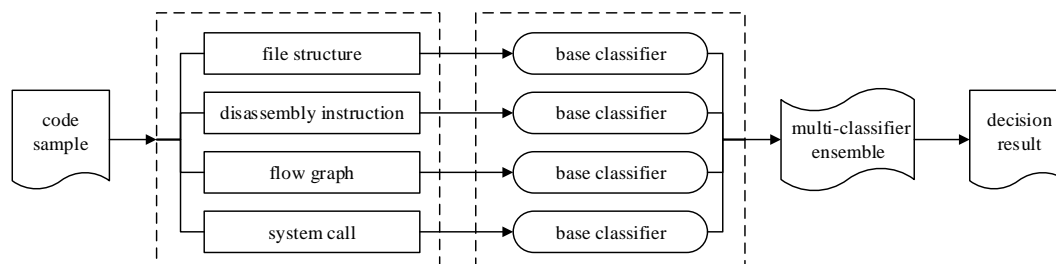 code
sample
file structure
disassembly instruction
flow graph
system call
base classifier
base classifier
base classifier
base classifier
multi-classifier
ensemble
decision
result